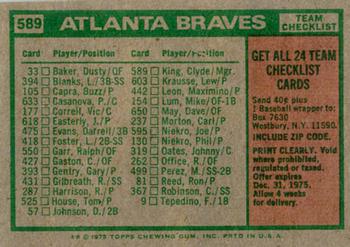 589
ATLANTA BRAVES
TEAM CHECKLIST
Card Player/Position
33 Baker, Dusty/OF
394 Blanks, L./3B-SS
105 Capra, Buzz/P
633 Casanova, P./C
177 Correll, Vic/C
618 Easterly, J./P
475 Evans, Darrell/3B
418 Foster, L./2B-SS
550 Garr, Ralph/OF
427 Gaston, C./OF
393 Gentry, Gary/P
431 Gilbreath, R./SS
287 Harrison, R./P
525 House, Tom/P
57 Johnson, D./2B
Card Player/Position
589 King, Clyde/Mgr.
603 Krausse, Lew/P
442 Leon, Maximino/P
154 Lum, Mike/OF-1B
650 May, Dave/OF
104 Morton, Carl/P
595 Niekro, Joe/P
130 Niekro, Phil/P
319 Oates, Johnny/C
262 Office, R./OF
499 Perez, M./SS-2B
81 Reed, Ron/P
367 Robinson, C./SS
9 Tepedino, F./1B
GET ALL 24 TEAM
CHECKLIST
CARDS
Send 40¢ plus
1 Baseball wrapper to:
Box 7630
Westbury, N.Y. 11590.
INCLUDE ZIP CODE.
PRINT CLEARLY. Void
where prohibited,
regulated or taxed.
Offer expires
Dec. 31, 1975.
Allow 4 weeks
for delivery.
© 1975 TOPPS CHEWING GUM, INC. PRTD IN U.S.A.